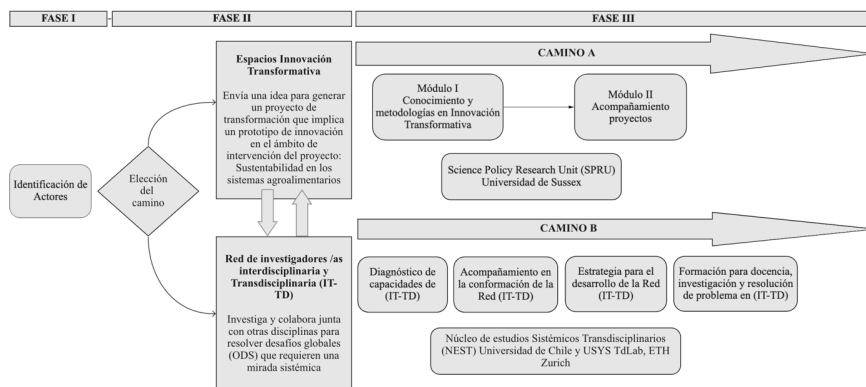 FASE I
FASE II
FASE III
Identificación de
Actores
Elección
del
camino
Espacios Innovación
Transformativa
Envía una idea para generar
un proyecto de
transformación que implica
un prototipo de innovación
en el ámbito de
intervención del proyecto:
Sustentabilidad en los
sistemas agroalimentarios
Red de investigadores /as
interdisciplinaria y
Transdisciplinaria (IT-
TD)
Investiga y colabora junta
con otras disciplinas para
resolver desafíos globales
(ODS) que requieren una
mirada sistémica
CAMINO A
Módulo I
Conocimiento y
metodologías en Innovación
Transformativa
Módulo II
Acompañamiento
proyectos
Science Policy Research Unit (SPRU)
Universidad de Sussex
CAMINO B
Diagnóstico de
capacidades de
(IT-TD)
Acompañamiento en
la conformación de la
Red (IT-TD)
Estrategia para el
desarrollo de la Red
(IT-TD)
Formación para docencia,
investigación y resolución
de problema en (IT-TD)
Núcleo de estudios Sistémicos Transdisciplinarios
(NEST) Universidad de Chile y USYS TdLab, ETH
Zurich